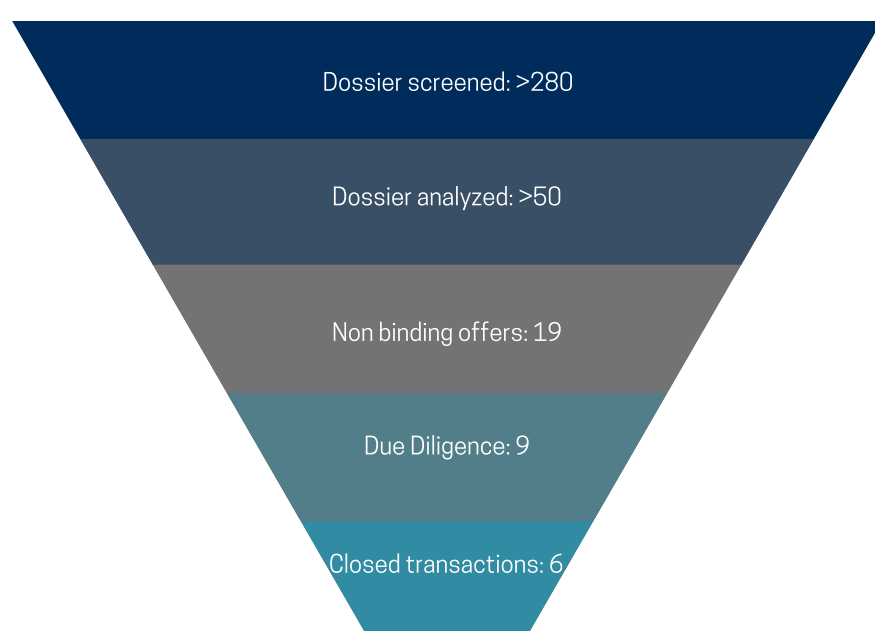 Dossier screened: >280
Dossier analyzed: >50
Non binding offers: 19
Due Diligence: 9
Closed transactions: 6